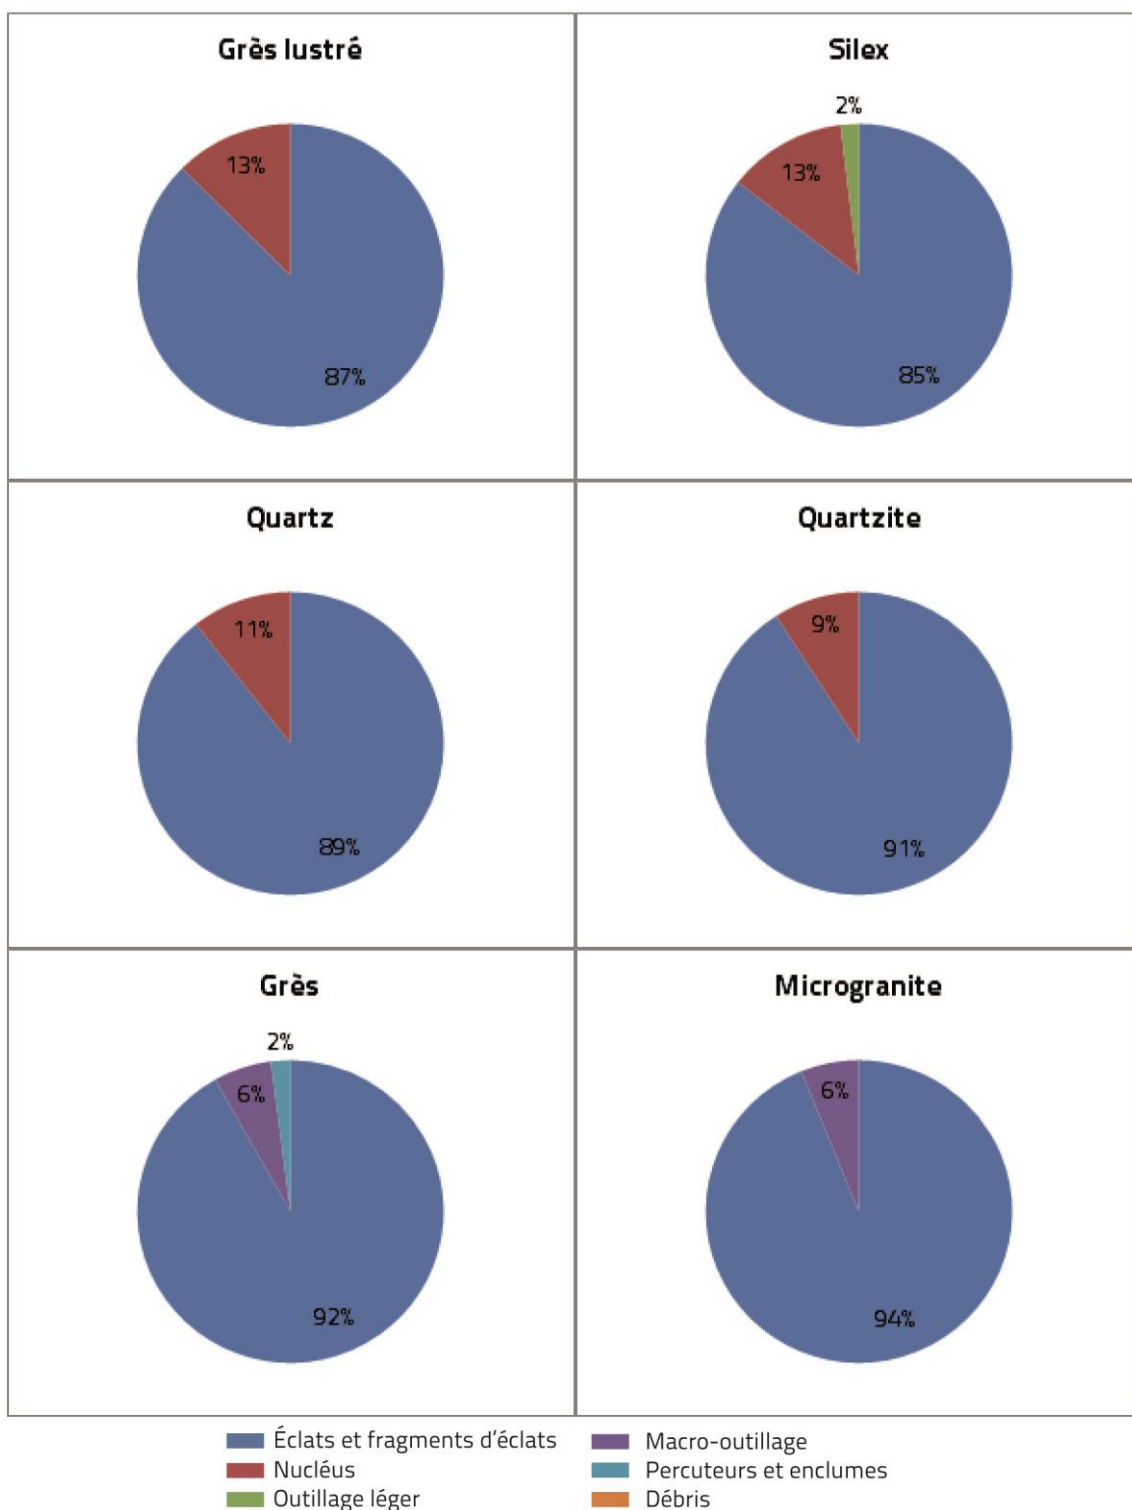 Grès lustré
13%
87%
Silex
2%
13%
85%
Quartz
11%
89%
Quartzite
9%
91%
Grès
2%
6%
92%
Microgranite
6%
94%
Éclats et fragments d'éclats
Nucléus
Outillage léger
Macro-outillage
Percuteurs et enclumes
Débris